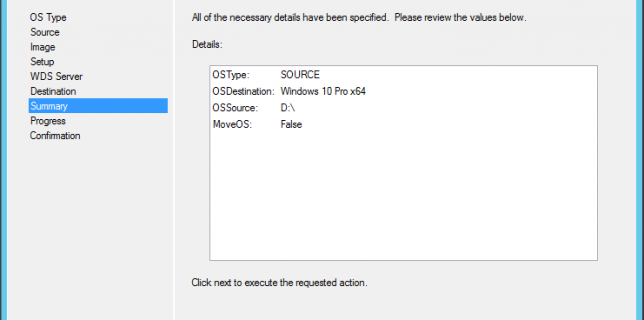 OS Type
Source
Image
Setup
WDS Server
Destination
Summary
Progress
Confirmation
All of the necessary details have been specified. Please review the values below.
Details:
OSType: SOURCE
OSDestination: Windows 10 Pro x64
OSSource: D:\
MoveOS: False
Click next to execute the requested action.